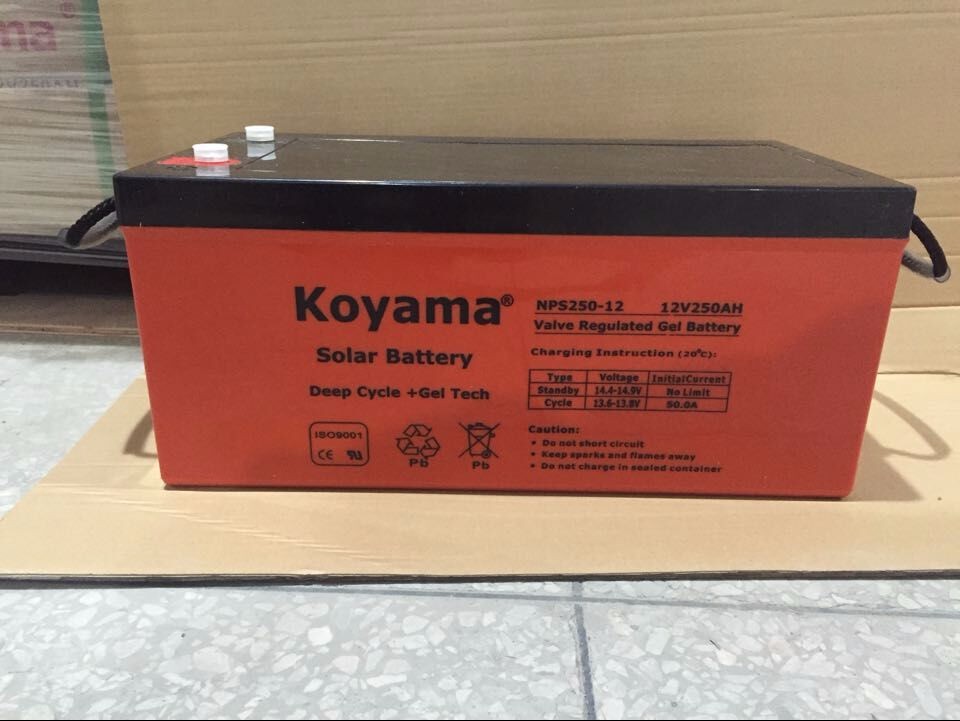 na®
Koyama®
Solar Battery
Deep Cycle +Gel Tech
ISO9001
CE
Pb
Pb
NPS250-12 12V250AH
Valve Regulated Gel Battery
Charging Instruction (20°C):
Type Voltage InitialCurrent
Standby 14.4-14.9V No Limit
Cycle 13.6-13.8V 50.0A
Caution:
• Do not short circuit
• Keep sparks and flames away
• Do not charge in sealed container